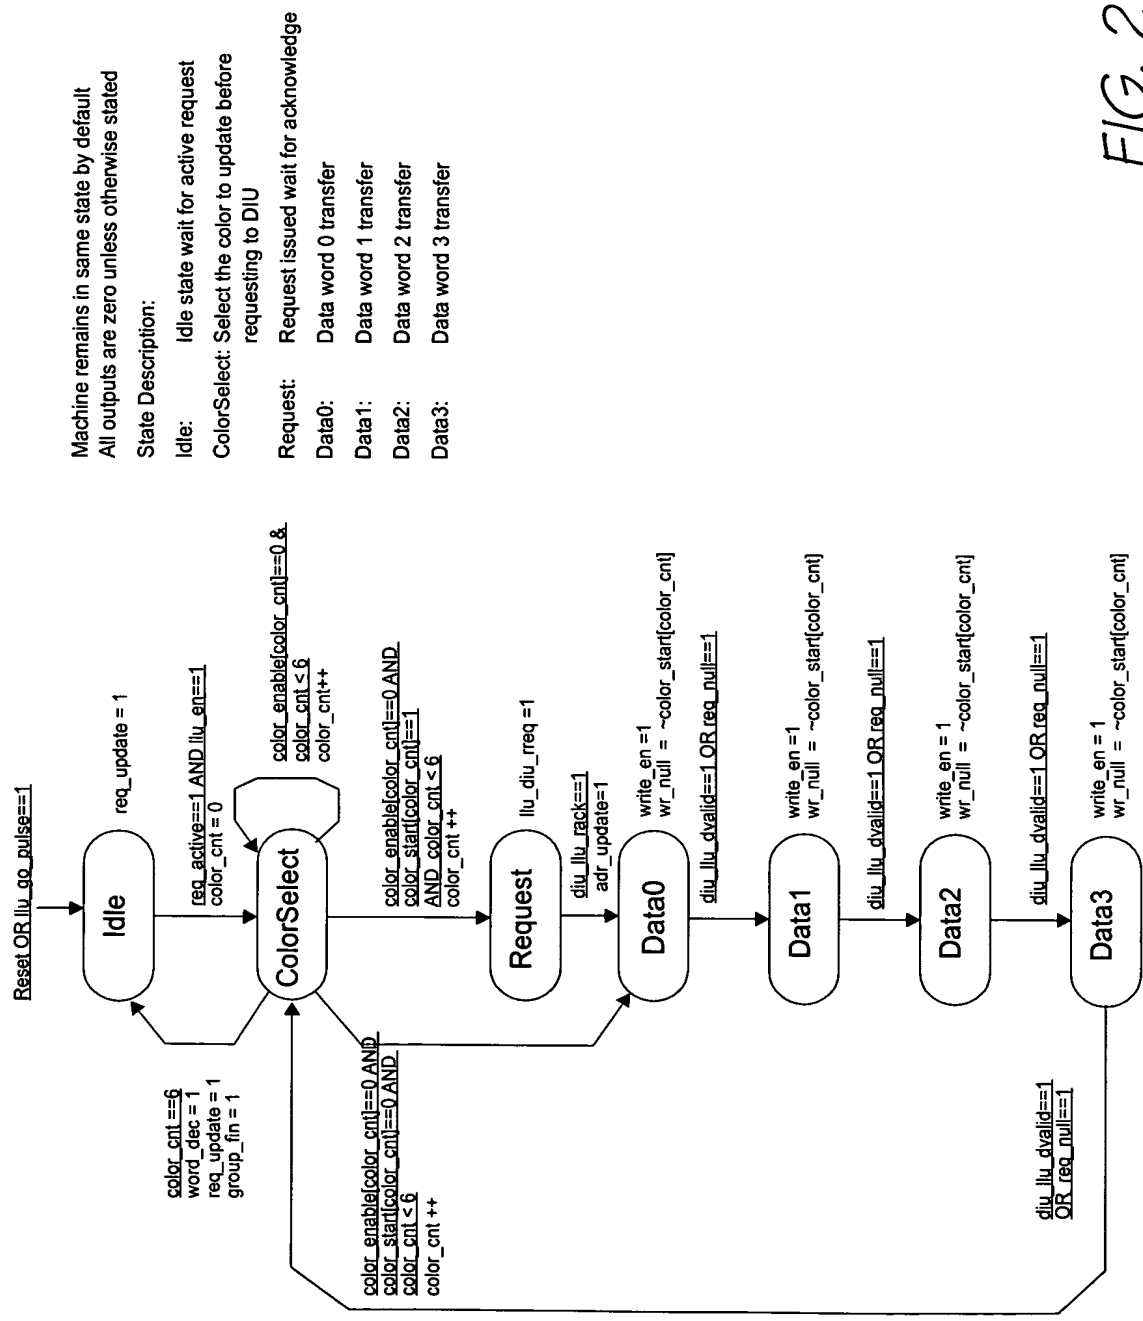 Reset OR llu_go_pulse==1
Idle
req_update = 1
req_active==1 AND llu_en==1
color_cnt = 0
color_cnt ==6
word_dec = 1
req_update = 1
group_fin = 1
ColorSelect
color_enable[color_cnt]==0 &
color_cnt < 6
color_cnt++
color_enable[color_cnt]==0 AND
color_start[color_cnt]==1
AND color_cnt < 6
color_cnt ++
color_enable[color_cnt]==0 AND
color_start[color_cnt]==0 AND
color_cnt < 6
color_cnt ++
Request
llu_diu_rreq =1
diu_llu_rack==1
adr_update=1
Data0
write_en =1
wr_null = ~color_start[color_cnt]
diu_llu_dvalid==1 OR req_null==1
Data1
write_en = 1
wr_null = ~color_start[color_cnt]
diu_llu_dvalid==1 OR req_null==1
Data2
write_en = 1
wr_null = ~color_start[color_cnt]
diu_llu_dvalid==1 OR req_null==1
Data3
write_en = 1
wr_null = ~color_start[color_cnt]
diu_llu_dvalid==1
OR req_null==1
Machine remains in same state by default
All outputs are zero unless otherwise stated
State Description:
Idle: Idle state wait for active request
ColorSelect: Select the color to update before
requesting to DIU
Request: Request issued wait for acknowledge
Data0: Data word 0 transfer
Data1: Data word 1 transfer
Data2: Data word 2 transfer
Data3: Data word 3 transfer
FIG. 2